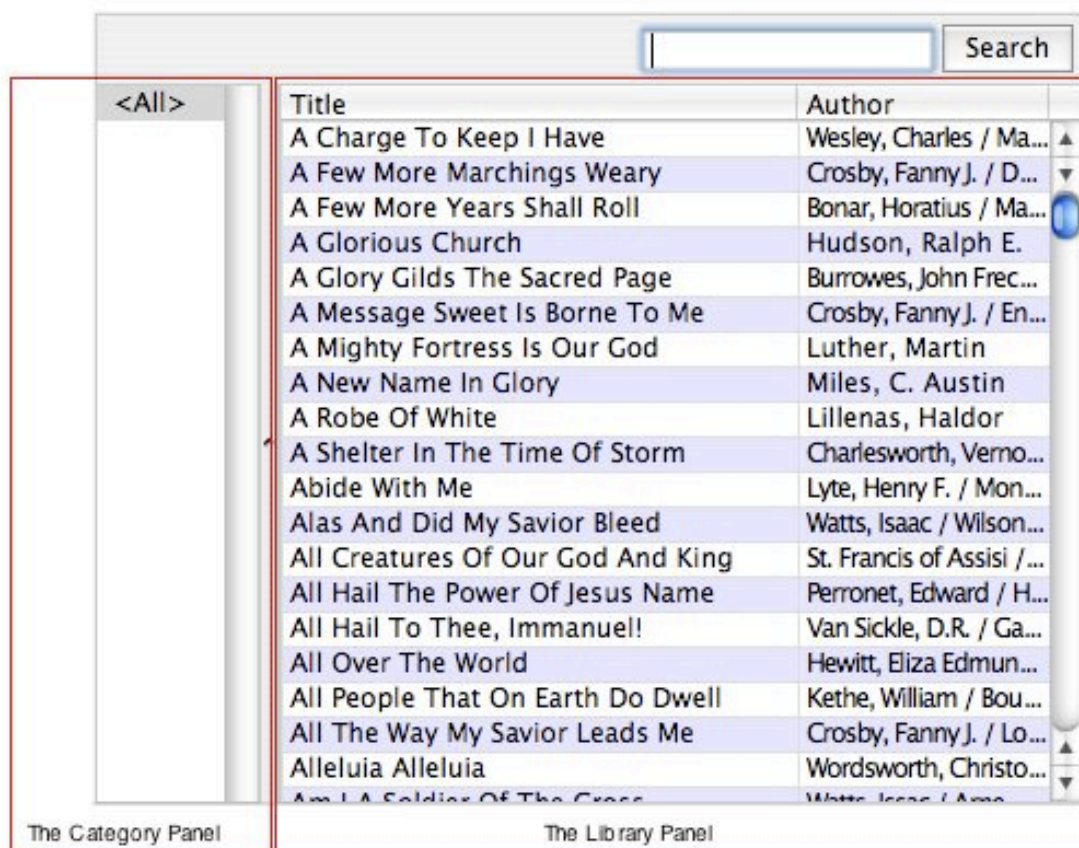 Search
<All>
Title Author
A Charge To Keep I Have Wesley, Charles / Ma...
A Few More Marchings Weary Crosby, Fanny J. / D...
A Few More Years Shall Roll Bonar, Horatius / Ma...
A Glorious Church Hudson, Ralph E.
A Glory Gilds The Sacred Page Burrowes, John Frec...
A Message Sweet Is Borne To Me Crosby, Fanny J. / En...
A Mighty Fortress Is Our God Luther, Martin
A New Name In Glory Miles, C. Austin
A Robe Of White Lillenas, Haldor
A Shelter In The Time Of Storm Charlesworth, Verno...
Abide With Me Lyte, Henry F. / Mon...
Alas And Did My Savior Bleed Watts, Isaac / Wilson...
All Creatures Of Our God And King St. Francis of Assisi /...
All Hail The Power Of Jesus Name Perronet, Edward / H...
All Hail To Thee, Immanuel! Van Sickle, D.R. / Ga...
All Over The World Hewitt, Eliza Edmun...
All People That On Earth Do Dwell Kethe, William / Bou...
All The Way My Savior Leads Me Crosby, Fanny J. / Lo...
Alleluia Alleluia Wordsworth, Christo...
Am I A Soldier Of The Cross Watts, Isaac / Arne...
The Category Panel The Library Panel